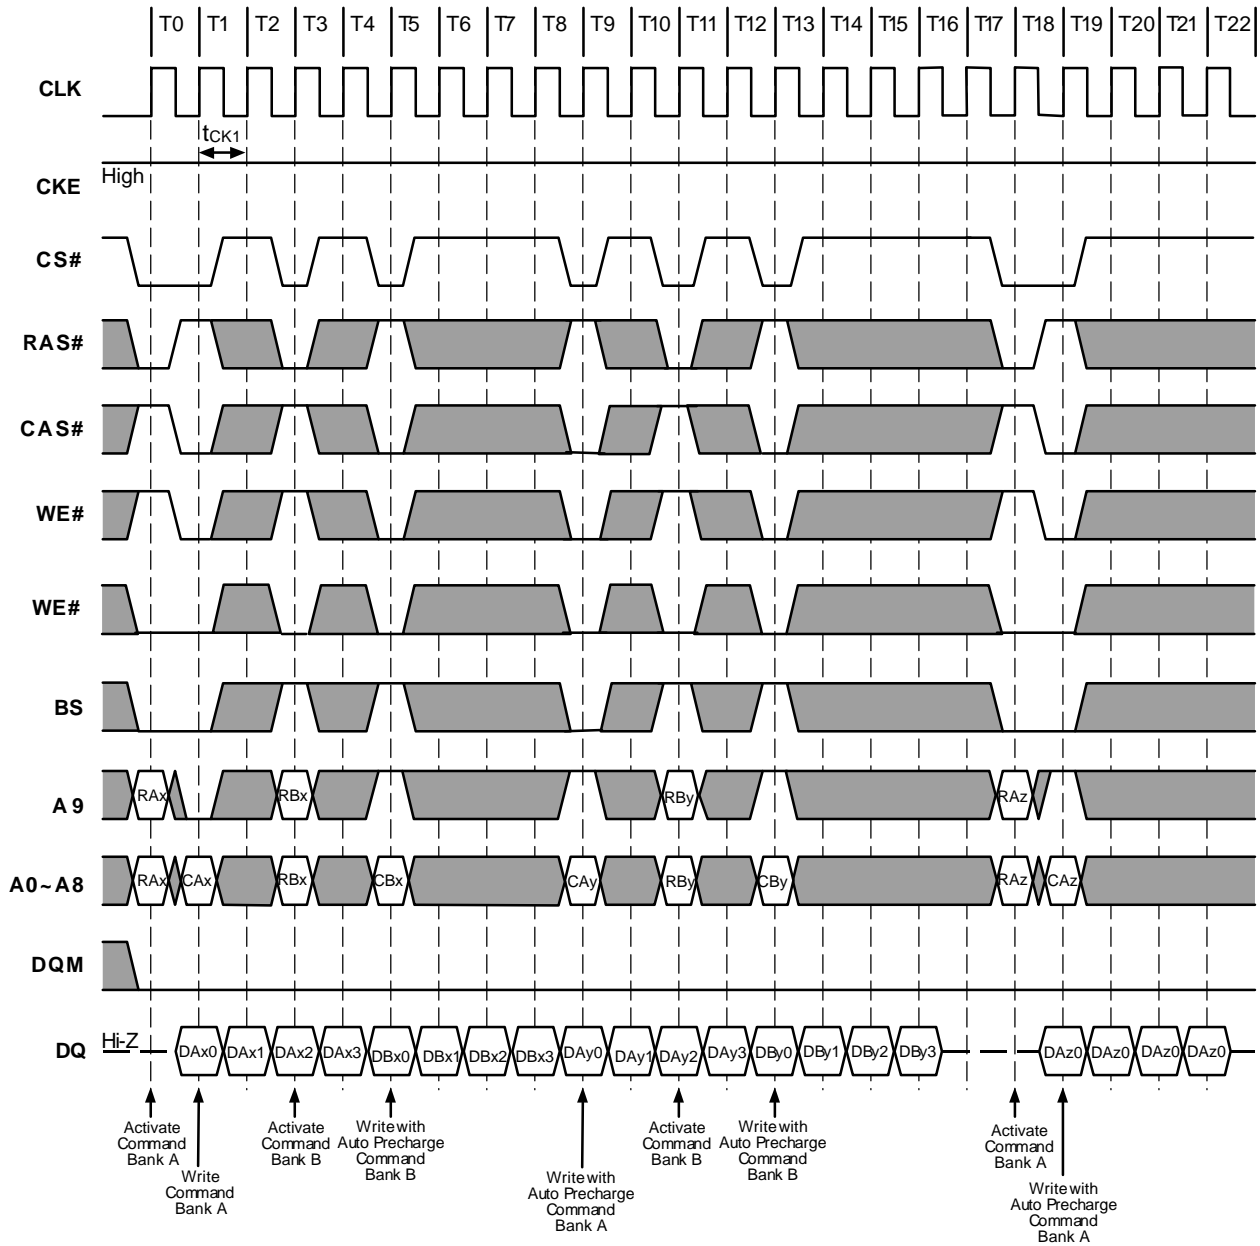 T0 T1 T2 T3 T4 T5 T6 T7 T8 T9 T10 T11 T12 T13 T14 T15 T16 T17 T18 T19 T20 T21 T22
CLK
tCK1
High
CKE
CS#
RAS#
CAS#
WE#
WE#
BS
A9 RAx RBx RBy RAz
A0~A8 RAx CAx RBx CBx CAy RBy CBy RAz CAz
DQM
DQ Hi-Z DAx0 DAx1 DAx2 DAx3 DBx0 DBx1 DBx2 DBx3 DAy0 DAy1 DAy2 DAy3 DBy0 DBy1 DBy2 DBy3 DAz0 DAz0 DAz0 DAz0
Activate
Command
Bank A
Write
Command
Bank A
Activate
Command
Bank B
Write with
Auto Precharge
Command
Bank B
Write with
Auto Precharge
Command
Bank A
Activate
Command
Bank B
Write with
Auto Precharge
Command
Bank B
Activate
Command
Bank A
Write with
Auto Precharge
Command
Bank A